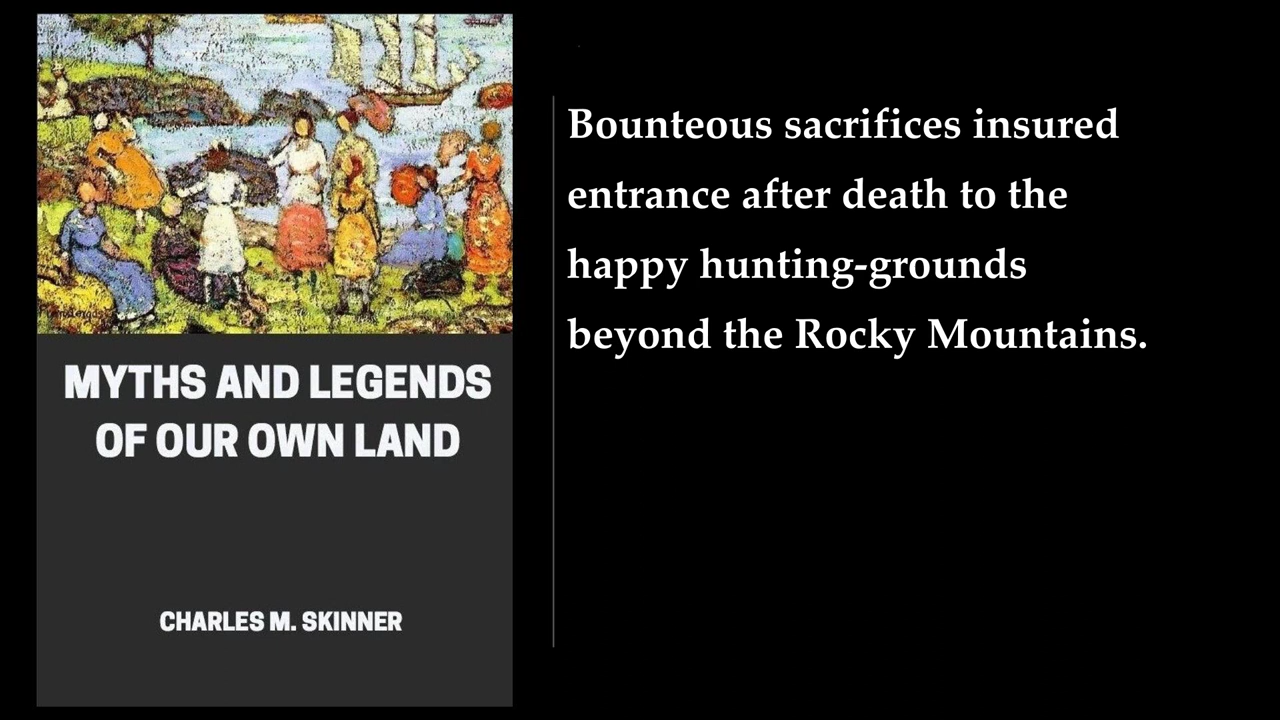 MYTHS AND LEGENDS
OF OUR OWN LAND
CHARLES M. SKINNER
Bounteous sacrifices insured
entrance after death to the
happy hunting-grounds
beyond the Rocky Mountains.